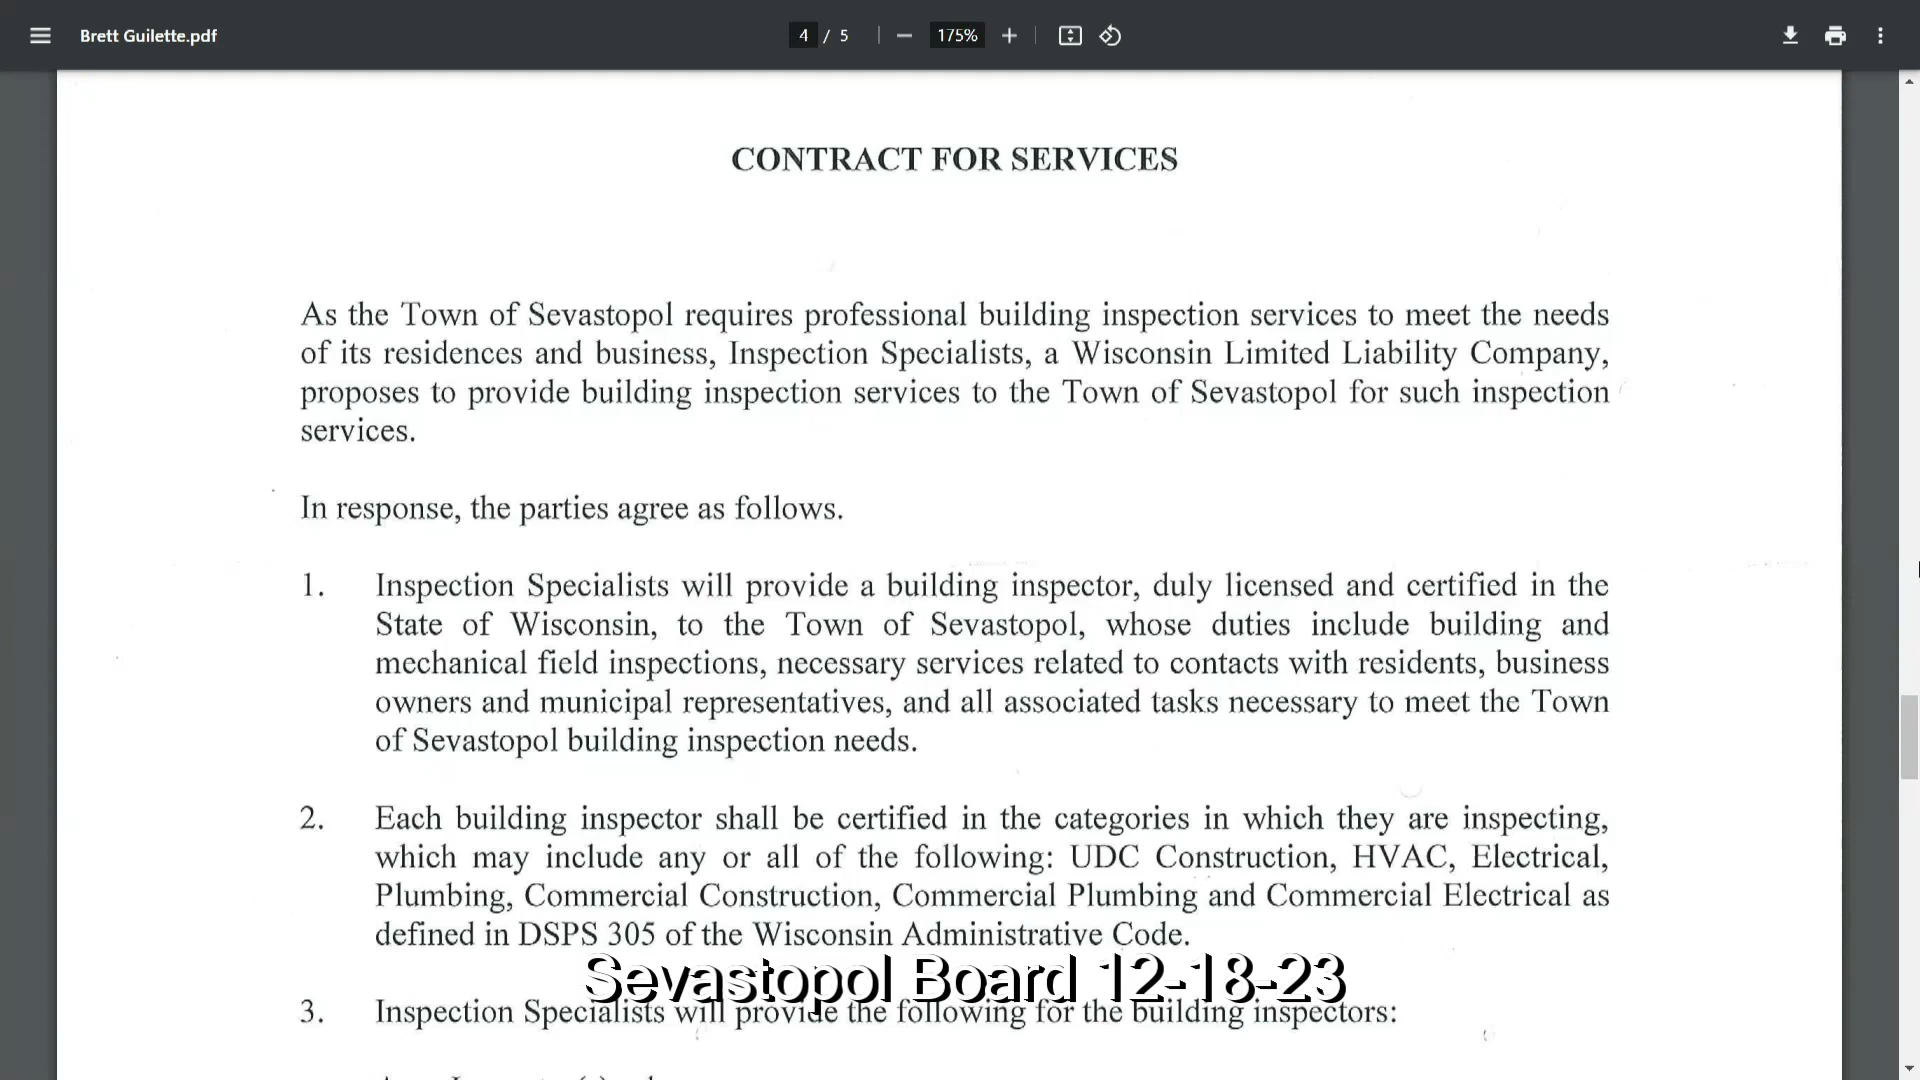 Brett Guilette.pdf
4 / 5
175%
CONTRACT FOR SERVICES
As the Town of Sevastopol requires professional building inspection services to meet the needs
of its residences and business, Inspection Specialists, a Wisconsin Limited Liability Company,
proposes to provide building inspection services to the Town of Sevastopol for such inspection
services.
In response, the parties agree as follows.
1. Inspection Specialists will provide a building inspector, duly licensed and certified in the
State of Wisconsin, to the Town of Sevastopol, whose duties include building and
mechanical field inspections, necessary services related to contacts with residents, business
owners and municipal representatives, and all associated tasks necessary to meet the Town
of Sevastopol building inspection needs.
2. Each building inspector shall be certified in the categories in which they are inspecting,
which may include any or all of the following: UDC Construction, HVAC, Electrical,
Plumbing, Commercial Construction, Commercial Plumbing and Commercial Electrical as
defined in DSPS 305 of the Wisconsin Administrative Code.
Sevastopol Board 12-18-23
3. Inspection Specialists will provide the following for the building inspectors: